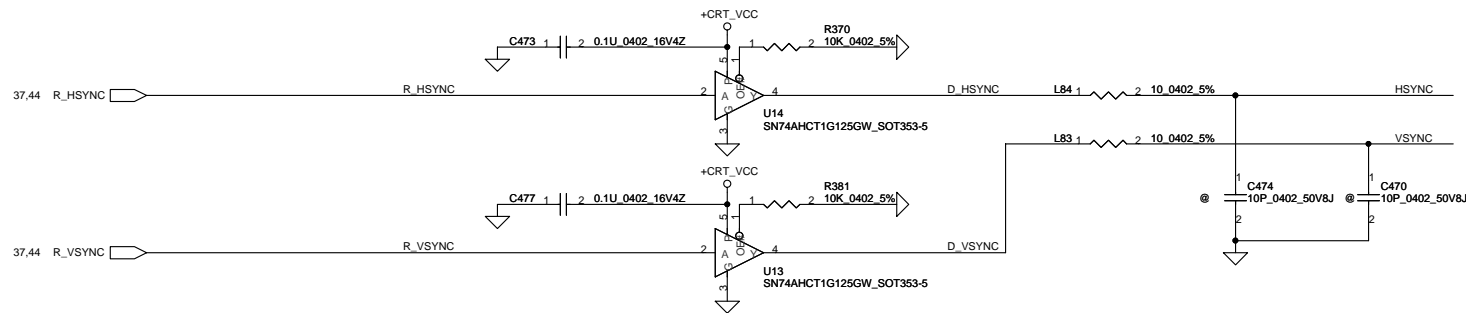 +CRT_VCC
C473 1 2 0.1U_0402_16V4Z
R370
1 2 10K_0402_5%
5
1
P
OE#
37,44 R_HSYNC R_HSYNC 2 A Y 4 D_HSYNC L84 1 2 10_0402_5% HSYNC
G
3
U14
SN74AHCT1G125GW_SOT353-5
L83 1 2 10_0402_5% VSYNC
+CRT_VCC
C477 1 2 0.1U_0402_16V4Z
R381
1 2 10K_0402_5%
1 1
@ C474 @ C470
10P_0402_50V8J 10P_0402_50V8J
2 2
5
1
P
OE#
37,44 R_VSYNC R_VSYNC 2 A Y 4 D_VSYNC
G
3
U13
SN74AHCT1G125GW_SOT353-5